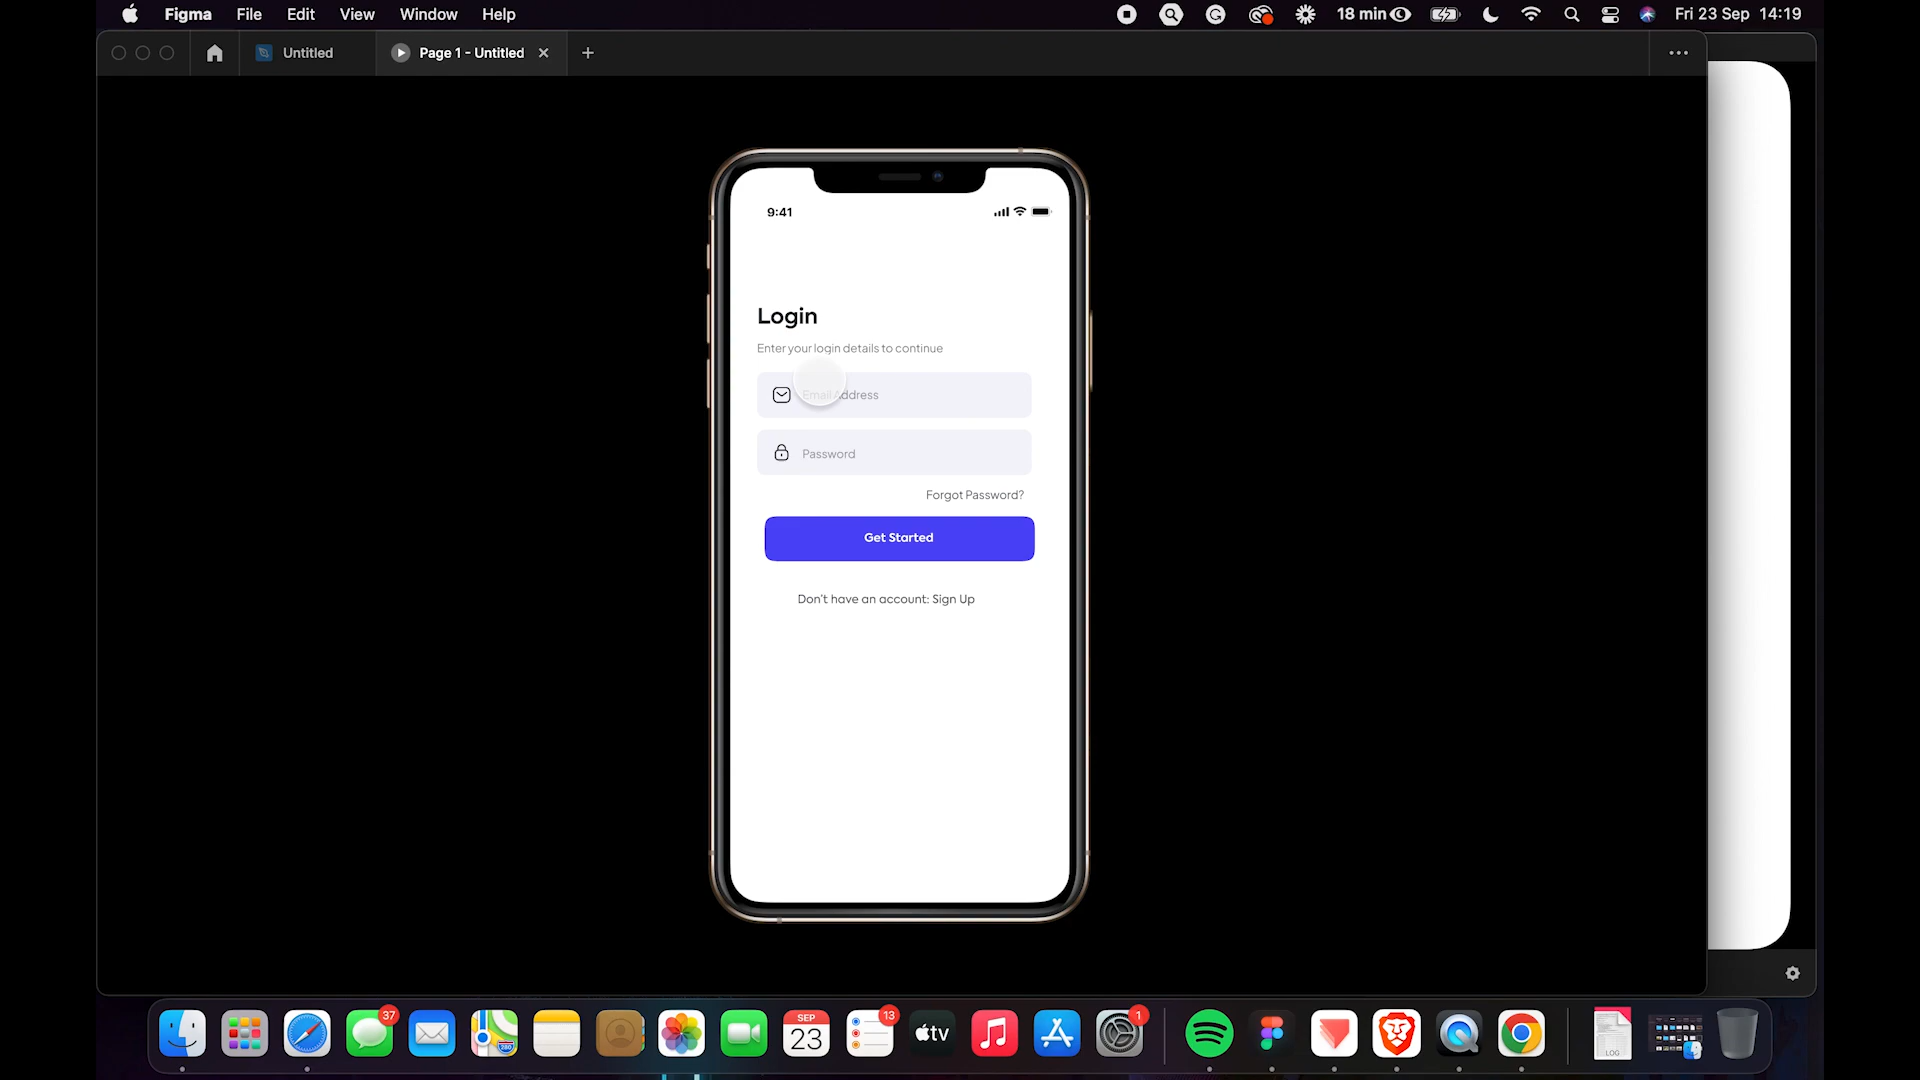 Figma File Edit View Window Help 18 min Fri 23 Sep 14:19
Untitled Page 1 - Untitled
9:41
Login
Enter your login details to continue
Email Address
Password
Forgot Password?
Get Started
Don't have an account: Sign Up
37 SEP 23 13 tv 1 LOG
280